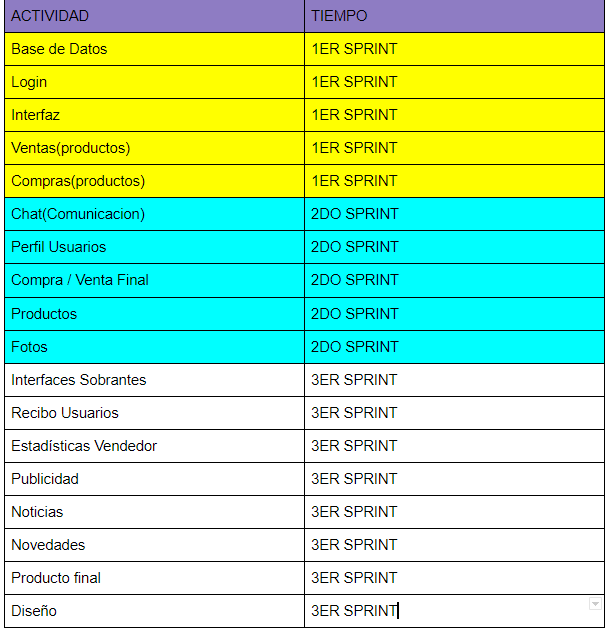 ACTIVIDAD TIEMPO
Base de Datos 1ER SPRINT
Login 1ER SPRINT
Interfaz 1ER SPRINT
Ventas(productos) 1ER SPRINT
Compras(productos) 1ER SPRINT
Chat(Comunicacion) 2DO SPRINT
Perfil Usuarios 2DO SPRINT
Compra / Venta Final 2DO SPRINT
Productos 2DO SPRINT
Fotos 2DO SPRINT
Interfaces Sobrantes 3ER SPRINT
Recibo Usuarios 3ER SPRINT
Estadísticas Vendedor 3ER SPRINT
Publicidad 3ER SPRINT
Noticias 3ER SPRINT
Novedades 3ER SPRINT
Producto final 3ER SPRINT
Diseño 3ER SPRINT